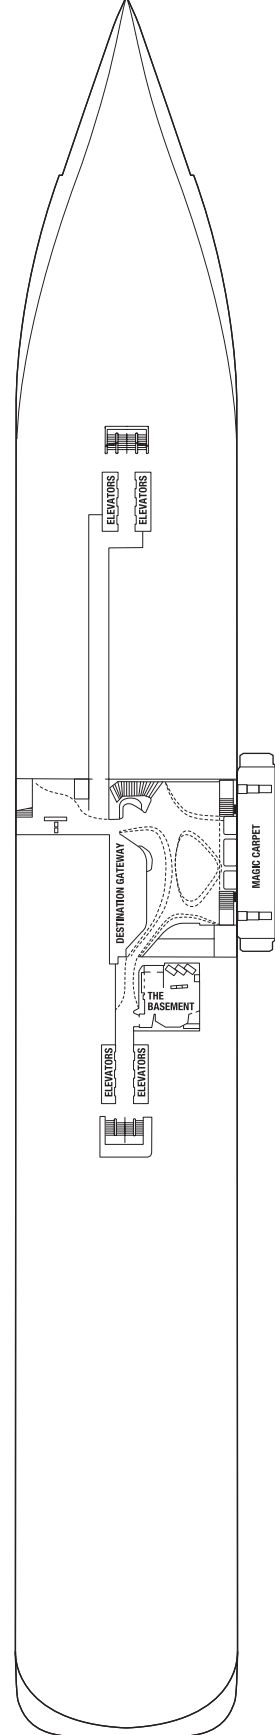 ELEVATORS
ELEVATORS
MAGIC CARPET
DESTINATION GATEWAY
THE
BASEMENT
ELEVATORS
ELEVATORS